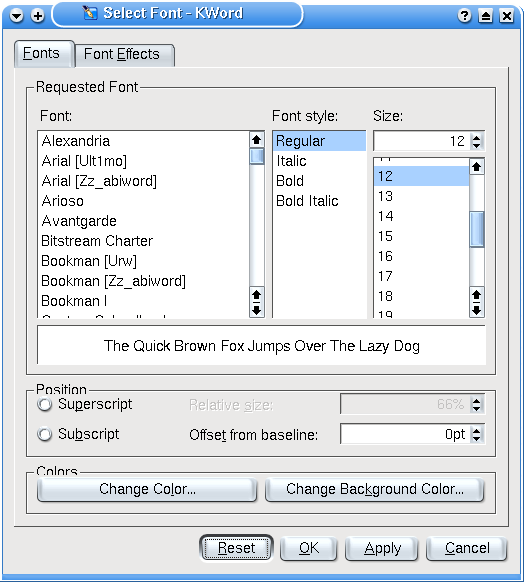 Select Font - KWord
Fonts
Font Effects
Requested Font
Font:
Font style:
Size:
Alexandria
Arial [Ult1mo]
Arial [Zz_abiword]
Arioso
Avantgarde
Bitstream Charter
Bookman [Urw]
Bookman [Zz_abiword]
Bookman l
Regular
Italic
Bold
Bold Italic
12
12
13
14
15
16
17
18
The Quick Brown Fox Jumps Over The Lazy Dog
Position
Superscript
Relative size:
66%
Subscript
Offset from baseline:
0pt
Colors
Change Color...
Change Background Color...
Reset
OK
Apply
Cancel